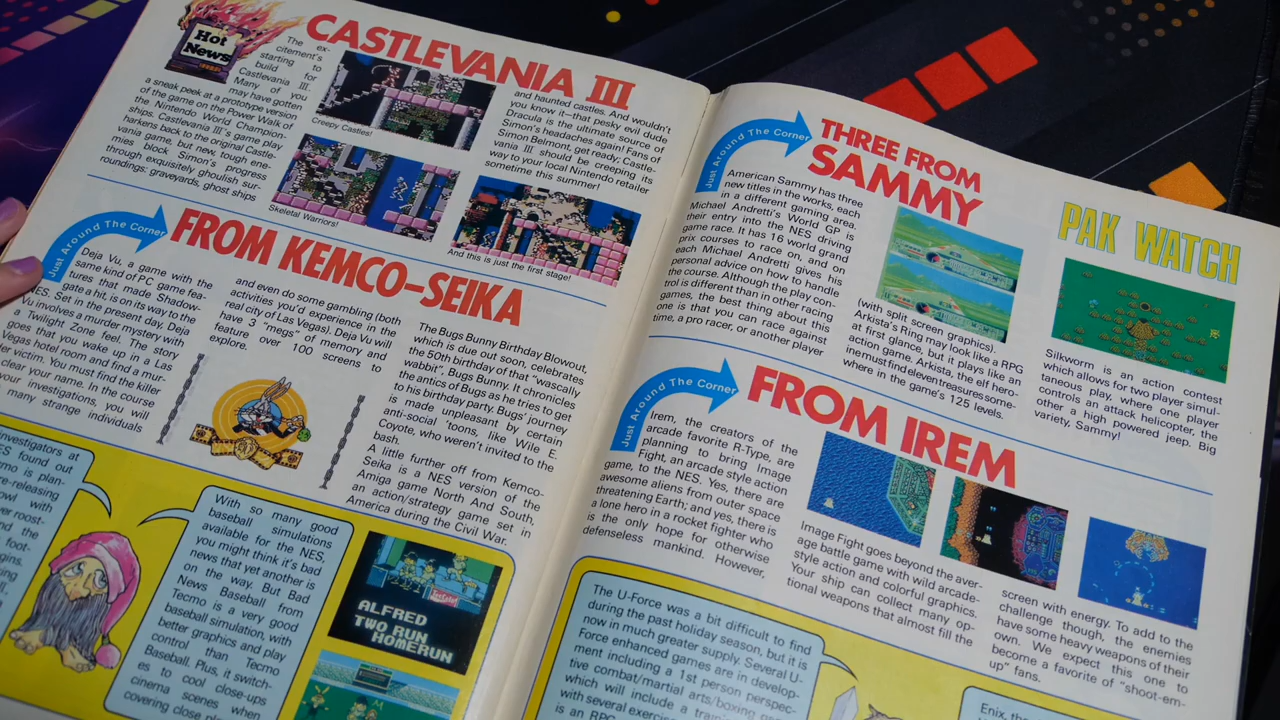 Hot
News
CASTLEVANIA III
The ex-
citement's
starting to
build for
Castlevania III.
Many of you
may have gotten
a sneak peek at a prototype version
of the game on the Power Walk of
the Nintendo World Champion-
ships. Castlevania III's game play
harkens back to the original Castle-
vania game, but new, tough ene-
mies block Simon's progress
through exquisitely ghoulish sur-
roundings: graveyards, ghost ships
Creepy Castles!
Skeletal Warriors!
and haunted castles. And wouldn't
you know it—that pesky evil dude
Dracula is the ultimate source of
Simon's headaches again! Fans of
Simon Belmont, get ready; Castle-
vania III should be creeping its
way to your local Nintendo retailer
sometime this summer!
And this is just the first stage!
Just Around The Corner
FROM KEMCO-SEIKA
Deja Vu, a game with the
same kind of PC game fea-
tures that made Shadow-
gate a hit, is on its way to the
NES. Set in the present day, Deja
Vu involves a murder mystery with
a Twilight Zone feel. The story
goes that you wake up in a Las
Vegas hotel room and find a mur-
der victim. You must find the killer
clear your name. In the course
your investigations, you will
many strange individuals
and even do some gambling (both
activities you'd experience in the
real city of Las Vegas). Deja Vu will
have 3 "megs" of memory and
feature over 100 screens to
explore.
The Bugs Bunny Birthday Blowout,
which is due out soon, celebrates
the 50th birthday of that "wascally
wabbit", Bugs Bunny. It chronicles
the antics of Bugs as he tries to get
to his birthday party. Bugs' journey
is made unpleasant by certain
anti-social 'toons, like Wile E.
Coyote, who weren't invited to the
bash.
A little further off from Kemco-
Seika is a NES version of the
Amiga game North And South,
an action/strategy game set in
America during the Civil War.
nvestigators at
ES found out
emo is plan-
re-releasing
owl with
er roost-
nd the
foot.
gins.
ging
ll.
With so many good
baseball simulations
available for the NES,
you might think it's bad
news that yet another is
on the way. But Bad
News Baseball from
Tecmo is a very good
baseball simulation, with
better graphics and play
control than Tecmo
Baseball. Plus, it switch-
es to cool close-ups
cinema scenes when
covering close pl
ALFRED
TWO RUN
HOMERUN
Just Around The Corner
THREE FROM
SAMMY
American Sammy has three
new titles in the works, each
in a different gaming area.
Michael Andretti's World GP is
their entry into the NES driving
game race. It has 16 world grand
prix courses to race on, and on
each Michael Andretti gives his
personal advice on how to handle
the course. Although the play con-
trol is different than in other racing
games, the best thing about this
one is that you can race against
time, a pro racer, or another player
(with split screen graphics).
Arkista's Ring may look like a RPG
at first glance, but it plays like an
action game. Arkista, the elf hero-
ine must find eleven treasures some-
where in the game's 125 levels.
PAK WATCH
Silkworm is an action contest
which allows for two player simul-
taneous play, where one player
controls an attack helicopter, the
other a high powered jeep. Big
variety, Sammy!
Just Around The Corner
FROM IREM
Irem, the creators of the
arcade favorite R-Type, are
planning to bring Image
Fight, an arcade style action
game, to the NES. Yes, there are
awesome aliens from outer space
threatening Earth; and yes, there is
a lone hero in a rocket fighter who
is the only hope for otherwise
defenseless mankind. However,
Image Fight goes beyond the aver-
age battle game with wild arcade-
style action and colorful graphics.
Your ship can collect many op-
tional weapons that almost fill the
screen with energy. To add to the
challenge though, the enemies
have some heavy weapons of their
own. We expect this one to
become a favorite of "shoot-em-
up" fans.
The U-Force was a bit difficult to find
during the past holiday season, but it is
now in much greater supply. Several U-
Force enhanced games are in develop-
ment including a 1st person perspec-
tive combat/martial arts/boxing
which will include a
with several
is an RPG
Enix, the